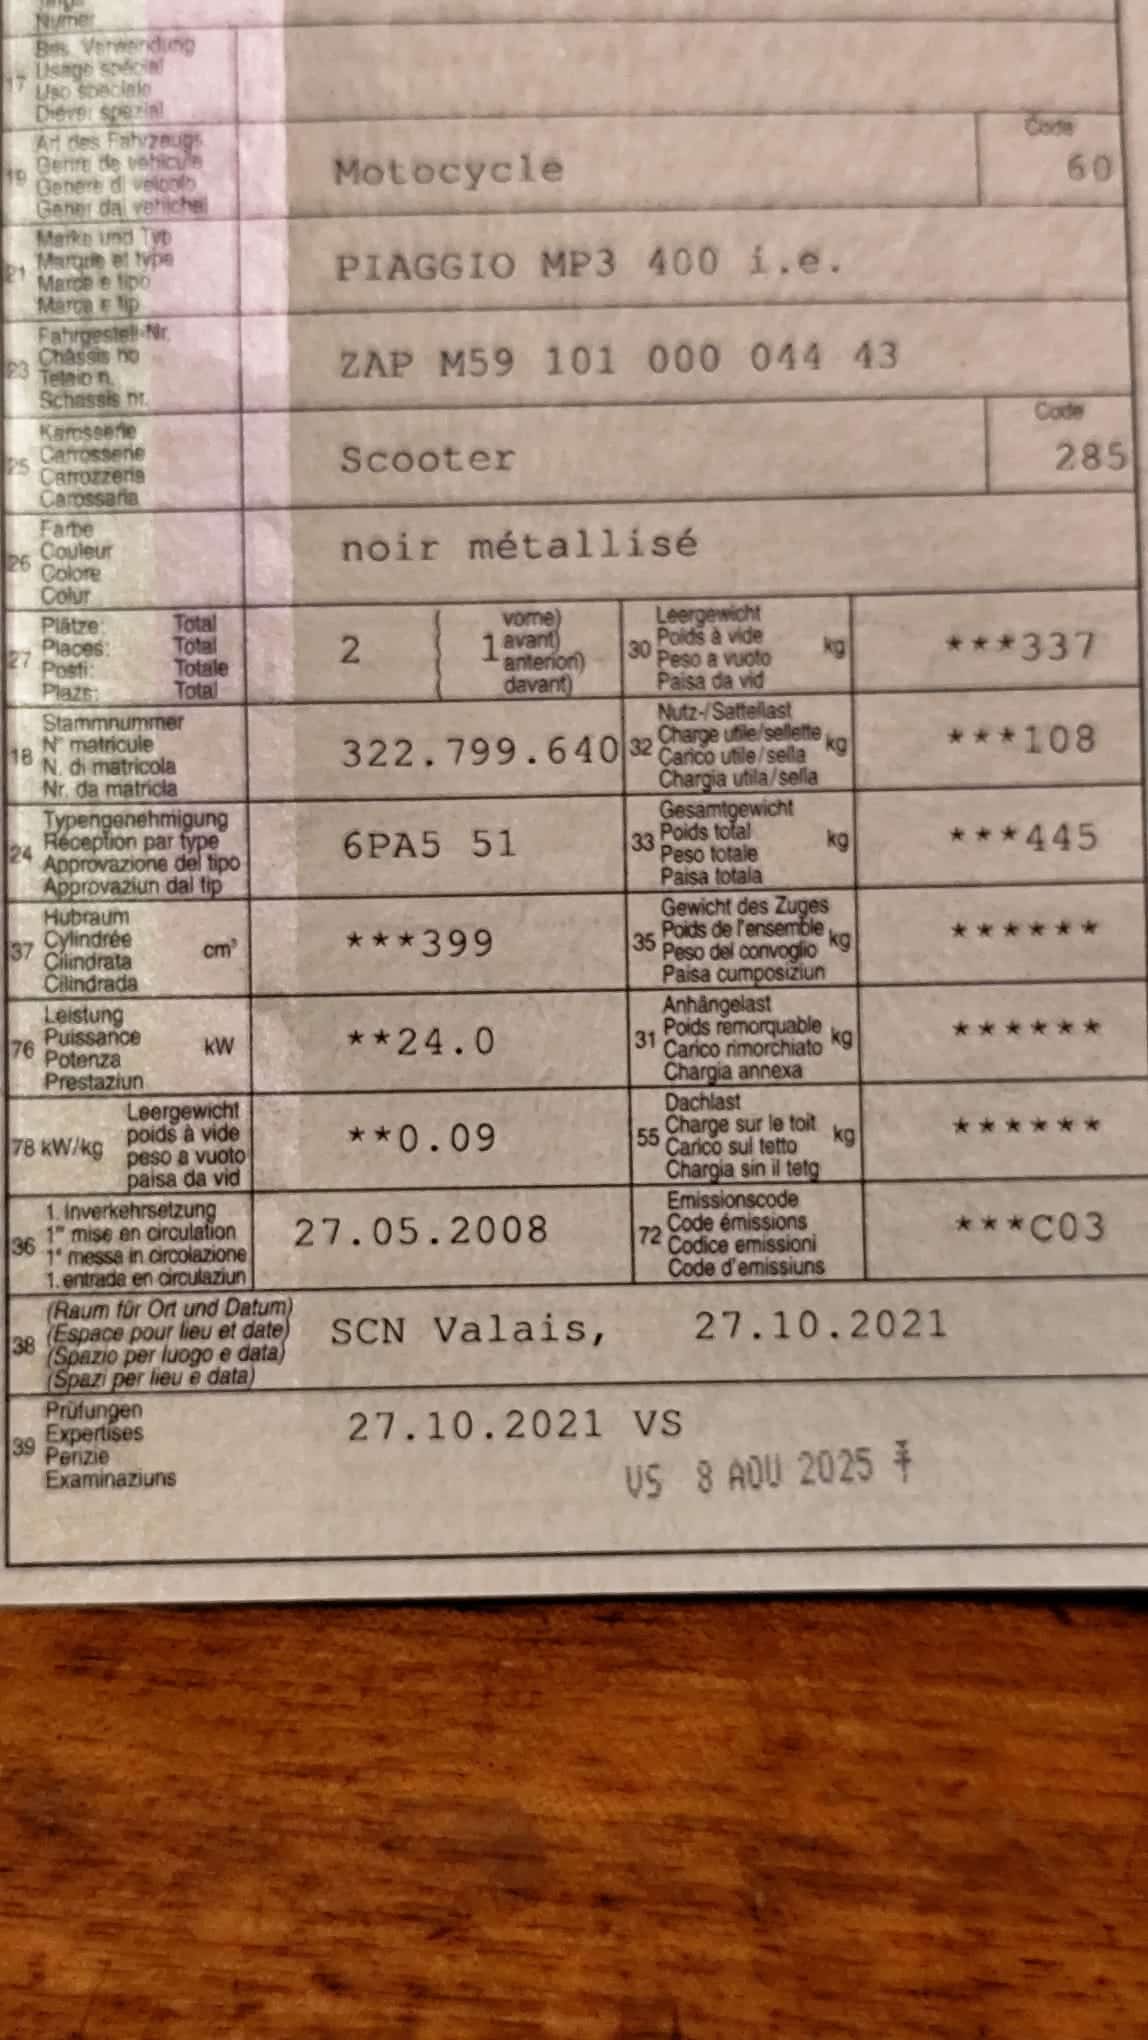 Numer
17
Bes. Verwendung
Usage spécial
Uso speciale
Diever spezial
19
Art des Fahrzeugs
Genre de véhicule
Genere di veicolo
Gener dal vehichel
Motocycle
Code
60
21
Marke und Typ
Marque et type
Marca e tipo
Marca e tip
PIAGGIO MP3 400 i.e.
23
Fahrgestell-Nr.
Châssis no
Telaio n.
Schassis nr.
ZAP M59 101 000 044 43
25
Karosserie
Carrosserie
Carrozzeria
Carossaria
Scooter
Code
285
26
Farbe
Couleur
Colore
Colur
noir métallisé
27
Plätze: Total
Places: Total
Posti: Totale
Plazs: Total
2
1
vorne)
avant)
anteriori)
davant)
30
Leergewicht
Poids à vide
Peso a vuoto
Paisa da vid
kg
***337
18
Stammnummer
N° matricule
N. di matricola
Nr. da matricla
322.799.640
32
Nutz-/Sattellast
Charge utile/sellette
Carico utile/sella
Chargia utila/sella
kg
***108
24
Typengenehmigung
Réception par type
Approvazione del tipo
Approvaziun dal tip
6PA5 51
33
Gesamtgewicht
Poids total
Peso totale
Paisa totala
kg
***445
37
Hubraum
Cylindrée
Cilindrata
Cilindrada
cm³
***399
35
Gewicht des Zuges
Poids de l'ensemble
Peso del convoglio
Paisa cumposiziun
kg
******
76
Leistung
Puissance
Potenza
Prestaziun
kW
**24.0
31
Anhängelast
Poids remorquable
Carico rimorchiato
Chargia annexa
kg
******
78 kW/kg
Leergewicht
poids à vide
peso a vuoto
paisa da vid
**0.09
55
Dachlast
Charge sur le toit
Carico sul tetto
Chargia sin il tetg
kg
******
36
1. Inverkehrsetzung
1re mise en circulation
1a messa in circolazione
1. entrada en circulaziun
27.05.2008
72
Emissionscode
Code émissions
Codice emissioni
Code d'emissiuns
***C03
38
(Raum für Ort und Datum)
(Espace pour lieu et date)
(Spazio per luogo e data)
(Spazi per lieu e data)
SCN Valais, 27.10.2021
39
Prüfungen
Expertises
Perizie
Examinaziuns
27.10.2021 VS
VS 8 AOU 2025